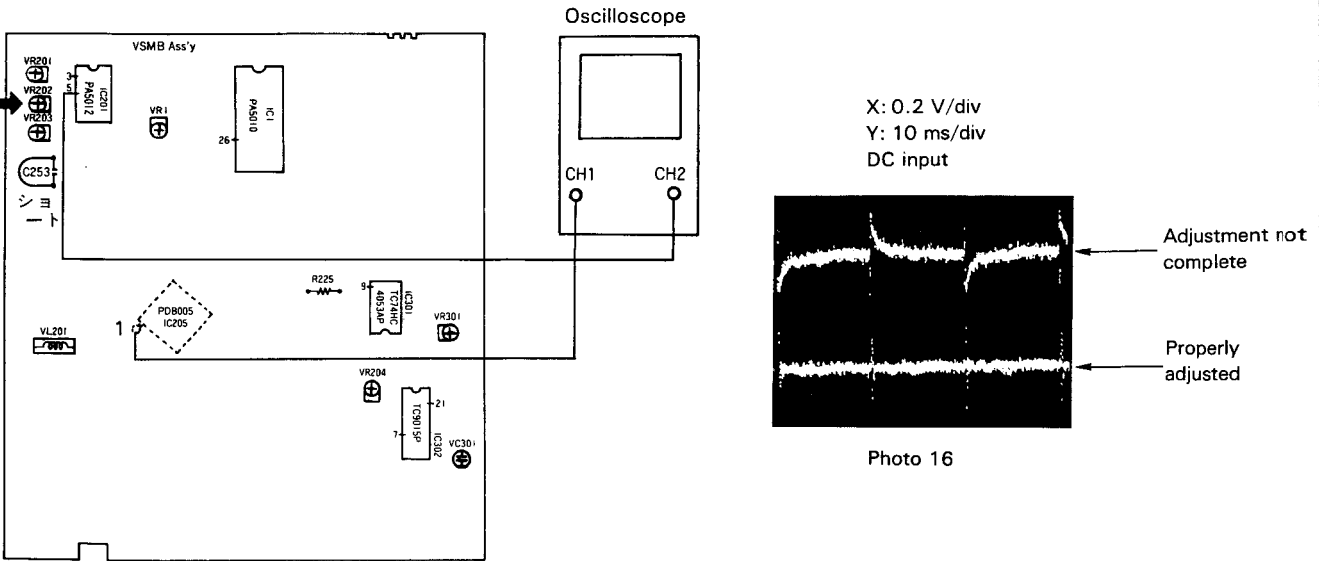 Oscilloscope
VSMB Ass'y
VR201
VR202
VR203
3
5
PA5012
IC201
VR1
PA5010
IC1
26
C253
ショ
ート
CH1
CH2
X: 0.2 V/div
Y: 10 ms/div
DC input
Adjustment not
complete
Properly
adjusted
Photo 16
R225
9
TC74HC
4053AP
IC301
VR301
PDB005
IC205
1
VL201
VR204
TC9015P
IC302
21
7
VC301